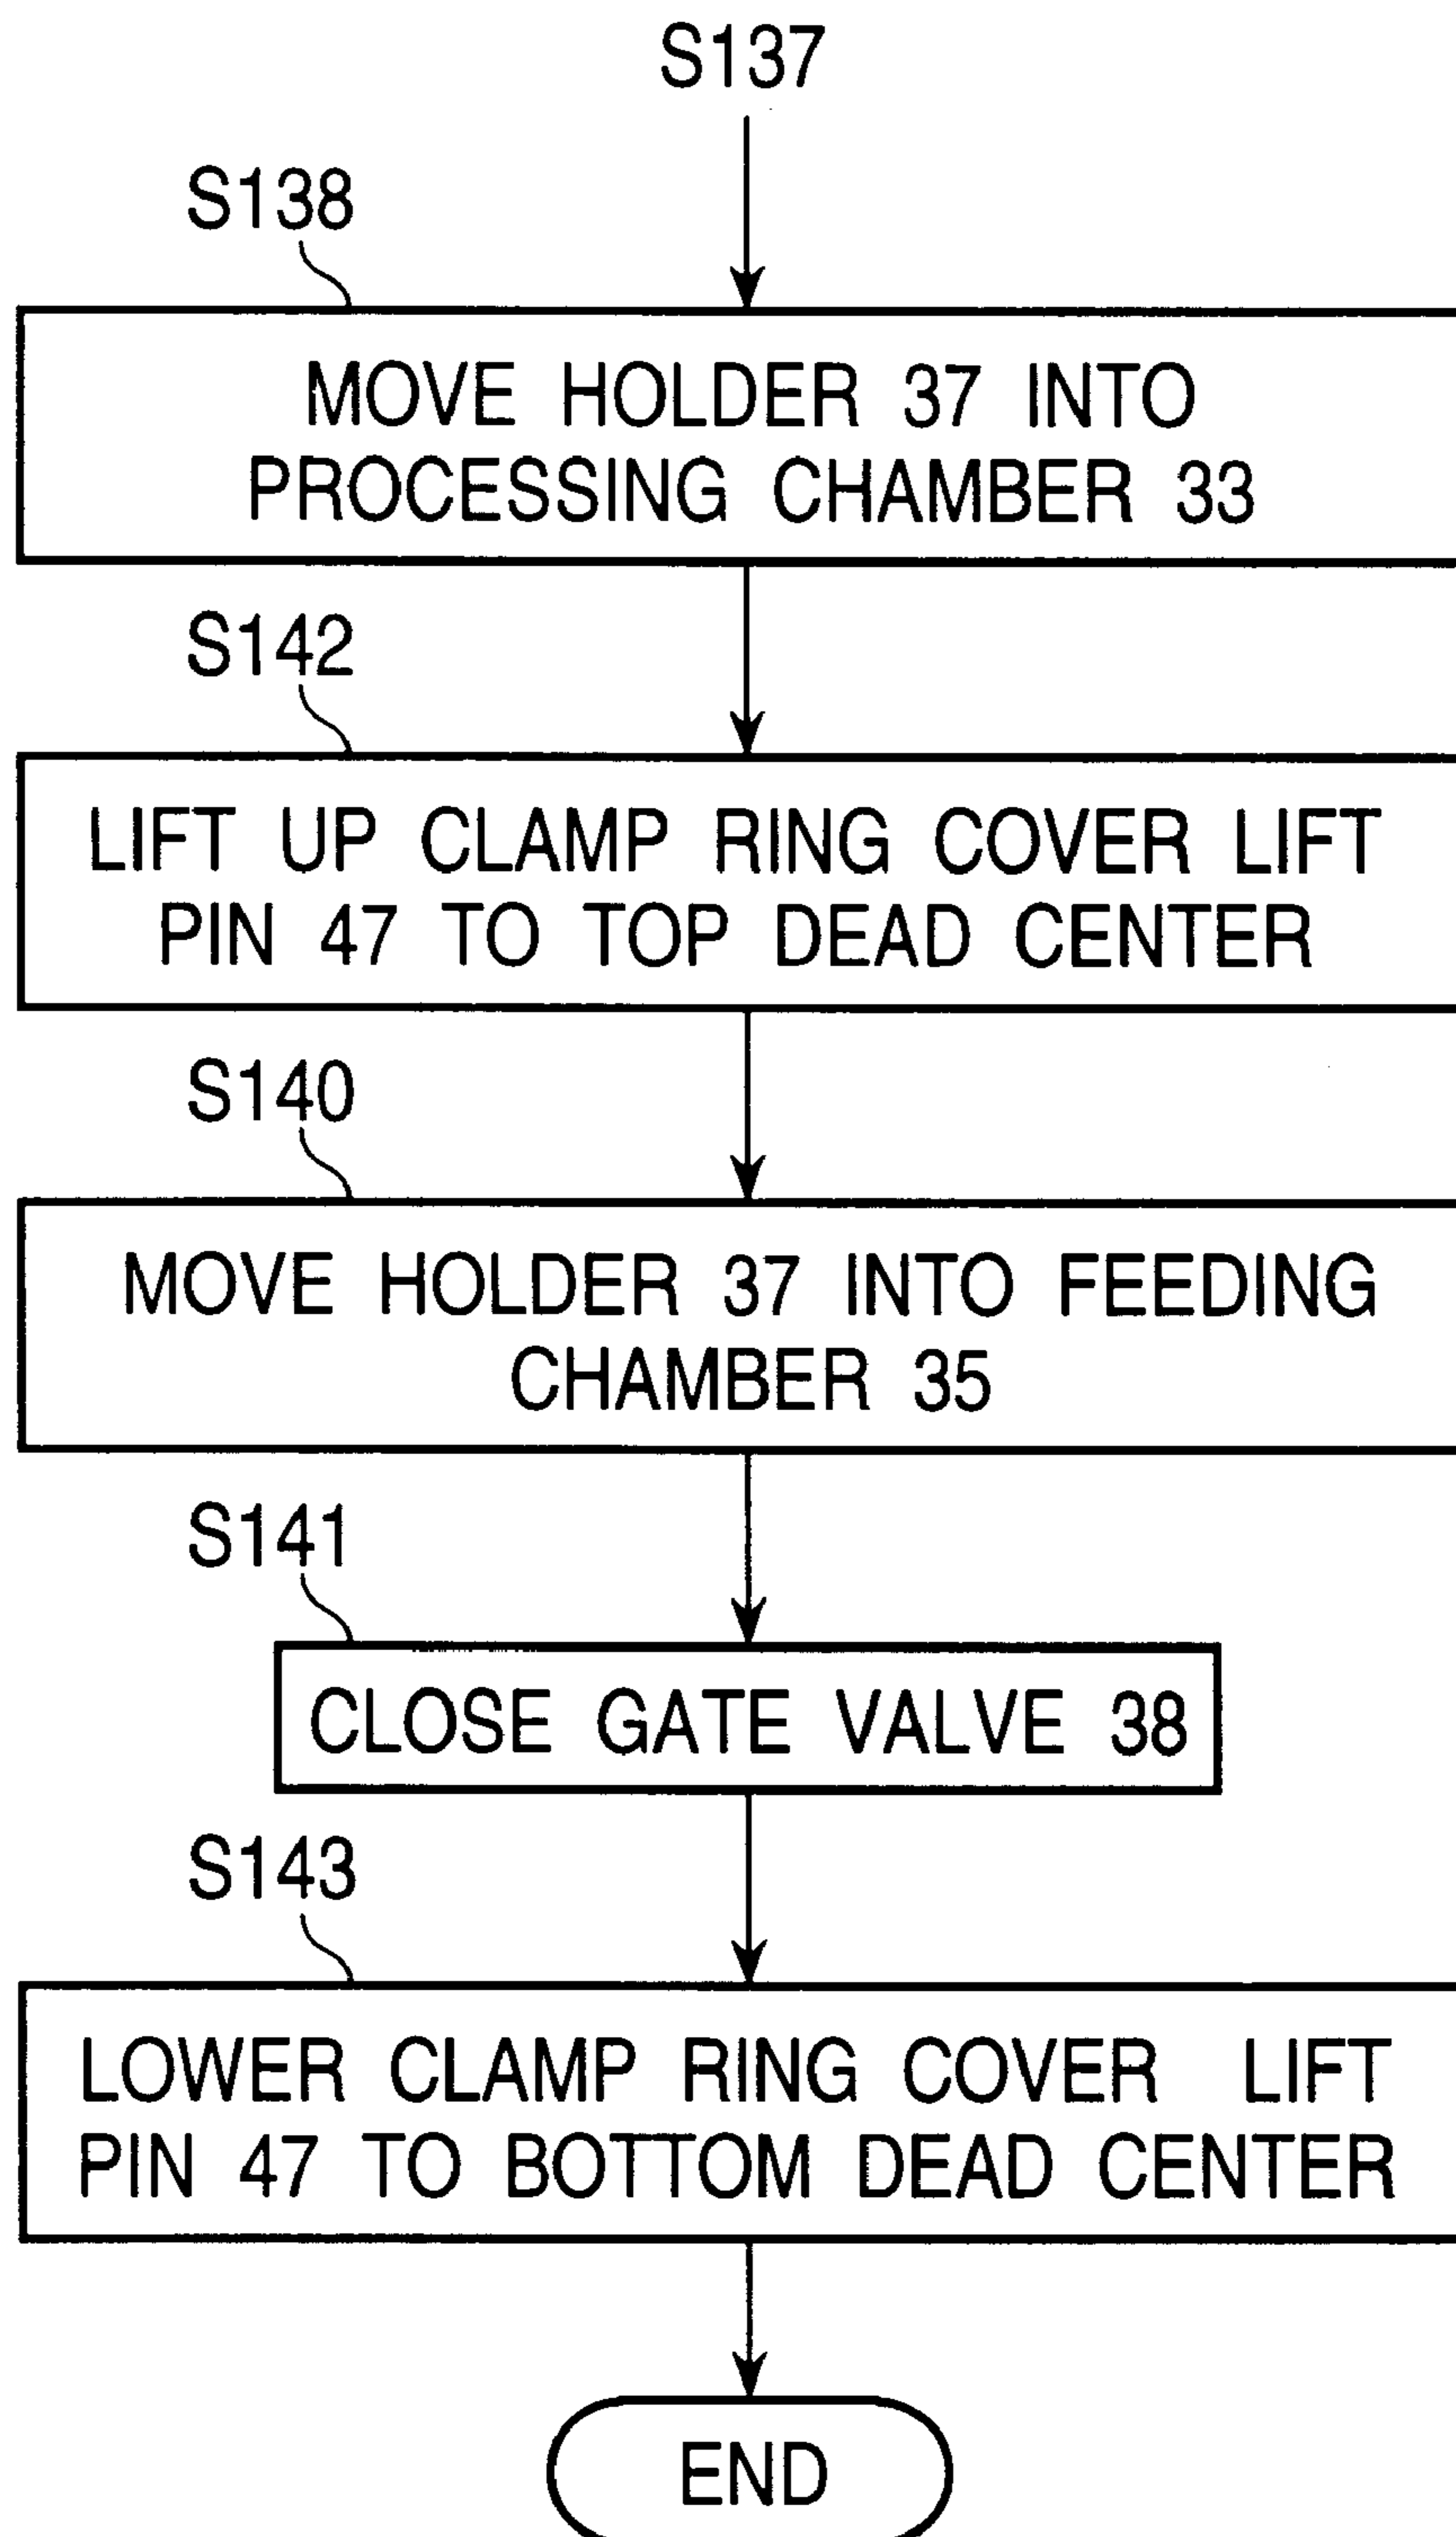 S137
S138
MOVE HOLDER 37 INTO
PROCESSING CHAMBER 33
S142
LIFT UP CLAMP RING COVER LIFT
PIN 47 TO TOP DEAD CENTER
S140
MOVE HOLDER 37 INTO FEEDING
CHAMBER 35
S141
CLOSE GATE VALVE 38
S143
LOWER CLAMP RING COVER LIFT
PIN 47 TO BOTTOM DEAD CENTER
END